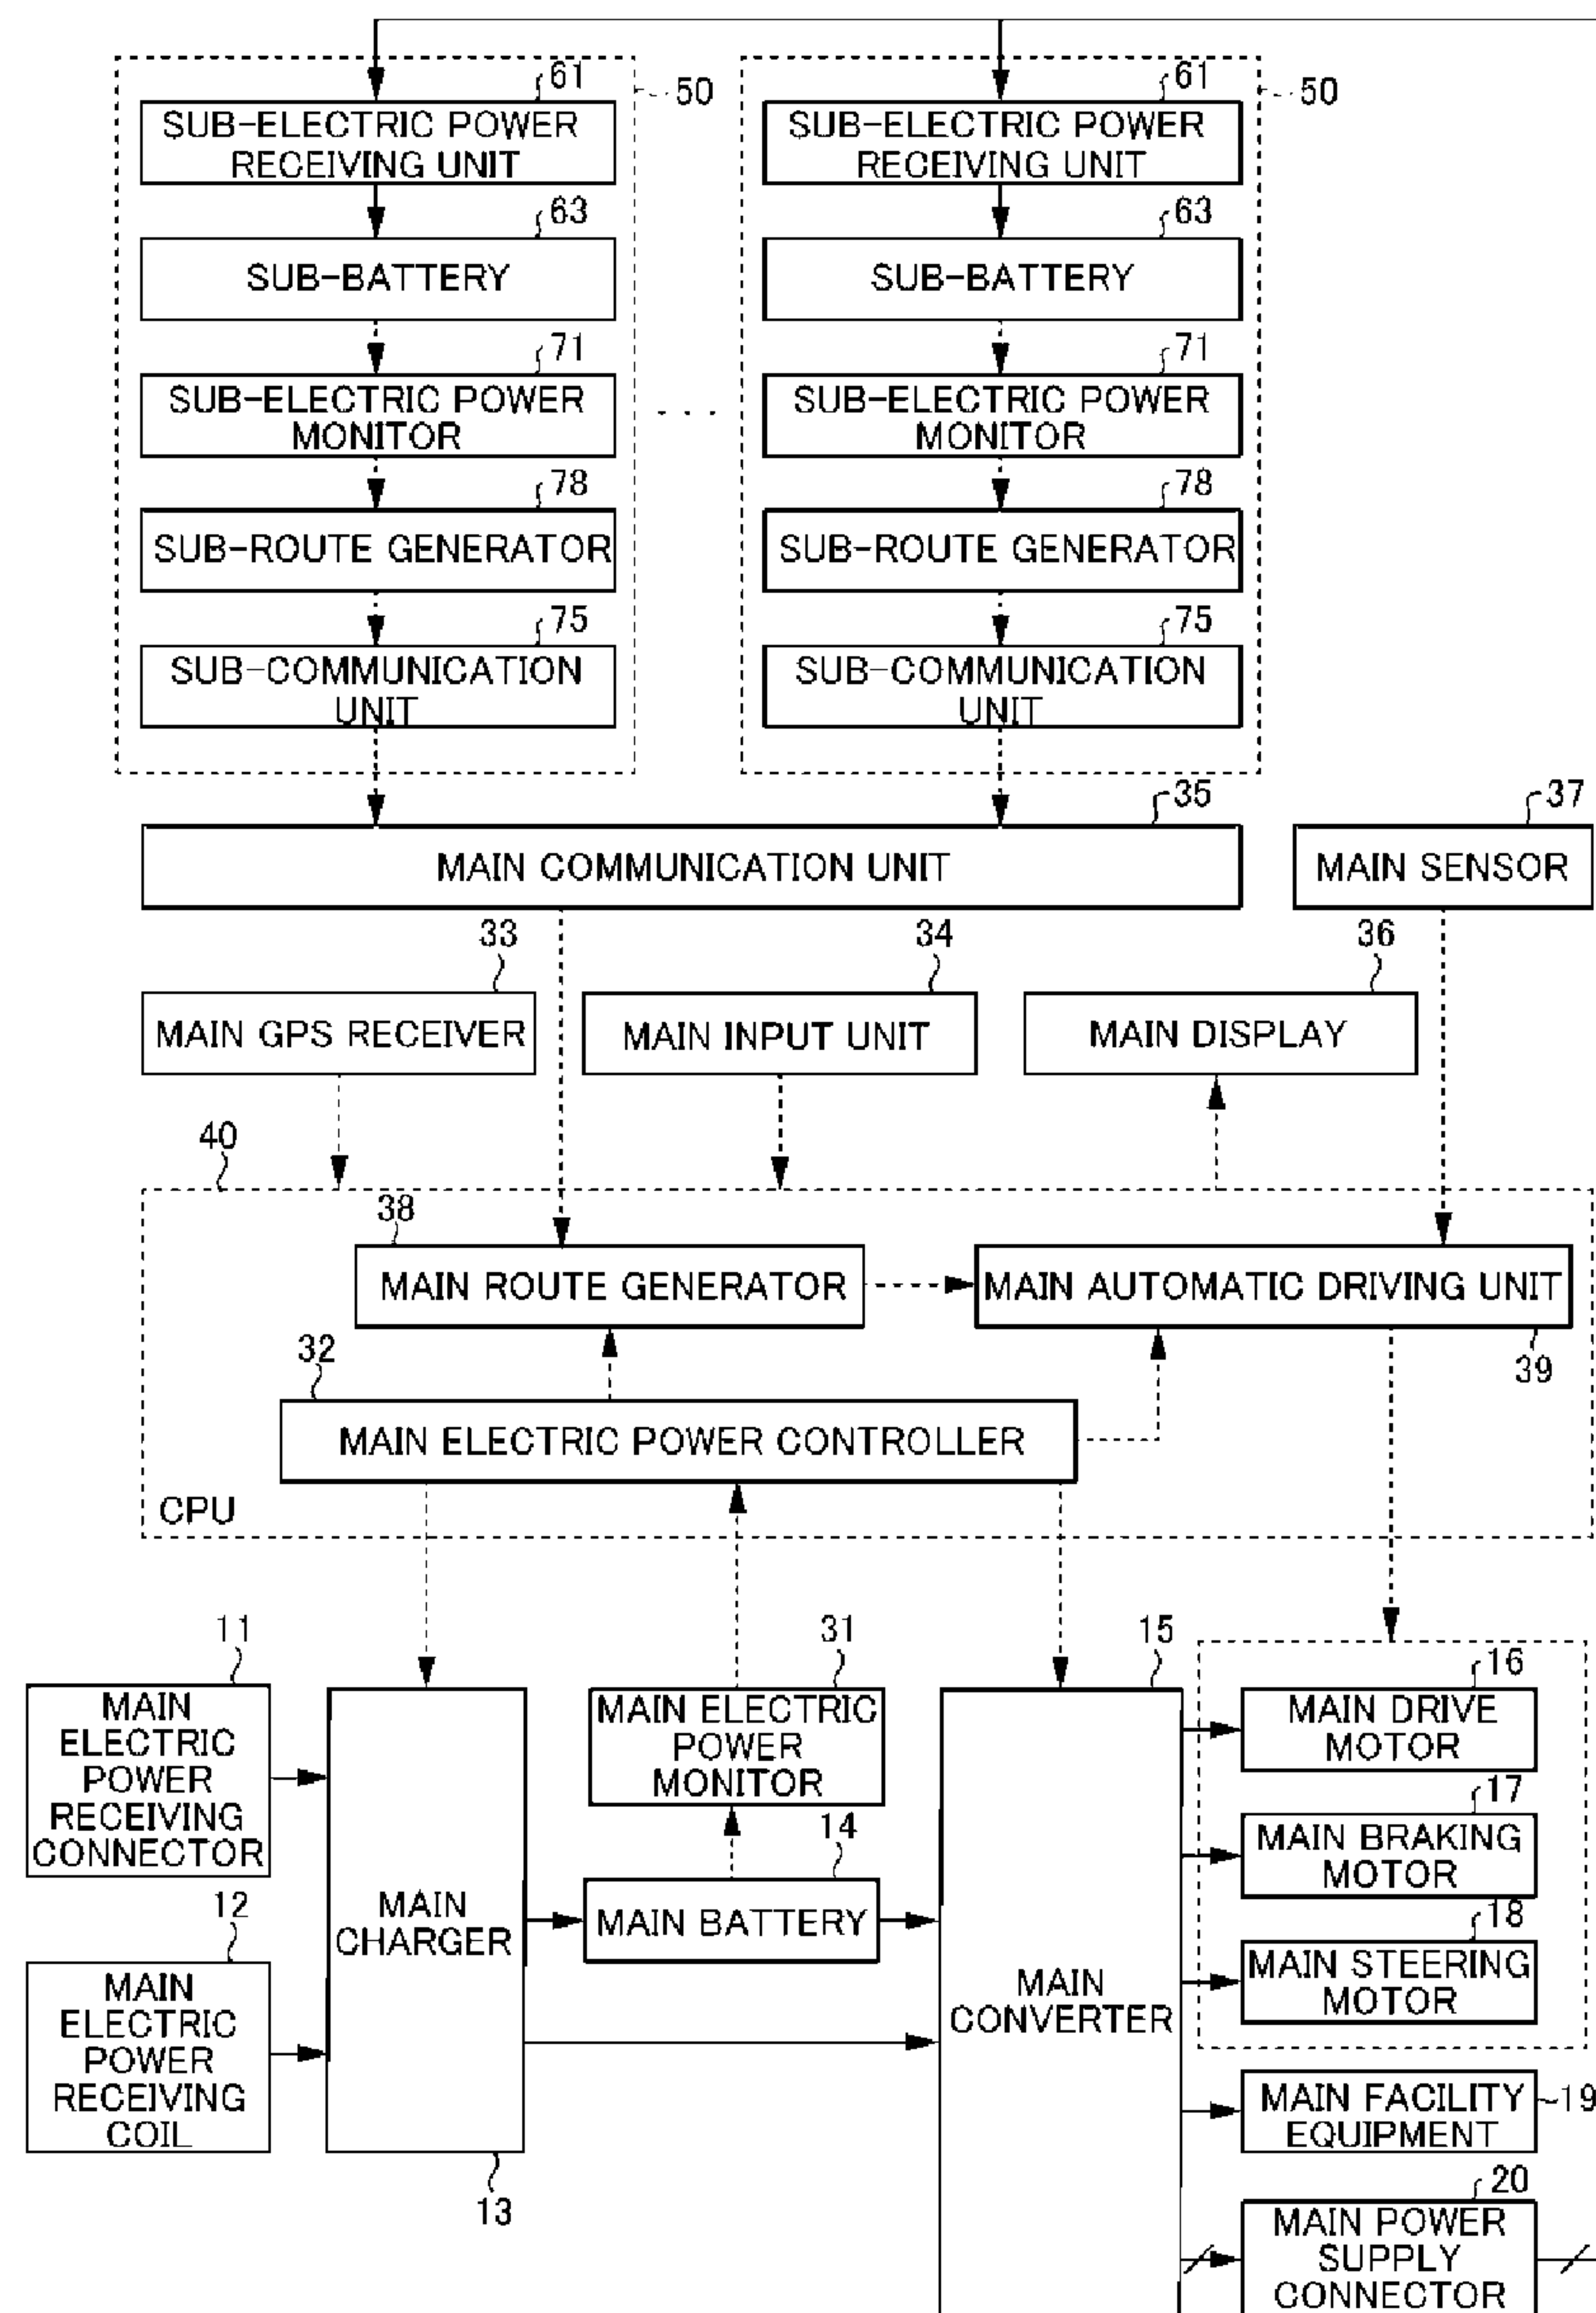 61
50
SUB-ELECTRIC POWER
RECEIVING UNIT
63
SUB-BATTERY
71
SUB-ELECTRIC POWER
MONITOR
78
SUB-ROUTE GENERATOR
75
SUB-COMMUNICATION
UNIT
. . .
61
50
SUB-ELECTRIC POWER
RECEIVING UNIT
63
SUB-BATTERY
71
SUB-ELECTRIC POWER
MONITOR
78
SUB-ROUTE GENERATOR
75
SUB-COMMUNICATION
UNIT
35
MAIN COMMUNICATION UNIT
37
MAIN SENSOR
33
MAIN GPS RECEIVER
34
MAIN INPUT UNIT
36
MAIN DISPLAY
40
38
MAIN ROUTE GENERATOR
MAIN AUTOMATIC DRIVING UNIT
39
32
MAIN ELECTRIC POWER CONTROLLER
CPU
11
MAIN
ELECTRIC
POWER
RECEIVING
CONNECTOR
12
MAIN
ELECTRIC
POWER
RECEIVING
COIL
MAIN
CHARGER
13
31
MAIN ELECTRIC
POWER
MONITOR
14
MAIN BATTERY
15
MAIN
CONVERTER
16
MAIN DRIVE
MOTOR
17
MAIN BRAKING
MOTOR
18
MAIN STEERING
MOTOR
MAIN FACILITY
EQUIPMENT
19
20
MAIN POWER
SUPPLY
CONNECTOR